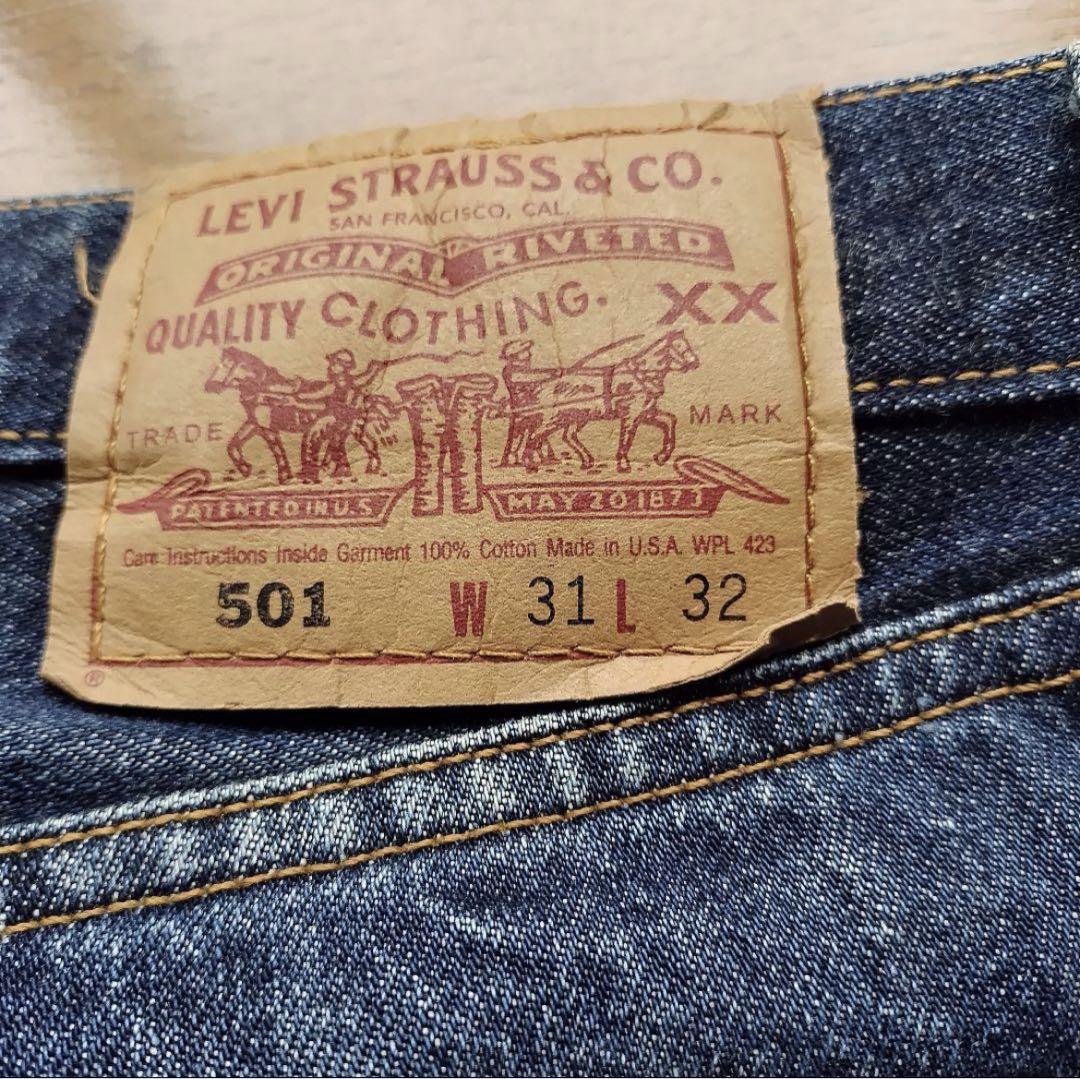 LEVI STRAUSS & CO.
SAN FRANCISCO, CAL.
ORIGINAL RIVETED
QUALITY CLOTHING. XX
TRADE MARK
PATENTED IN U.S. MAY 20 1873
Care Instructions Inside Garment 100% Cotton Made in U.S.A. WPL 423
501 W 31 L 32
®